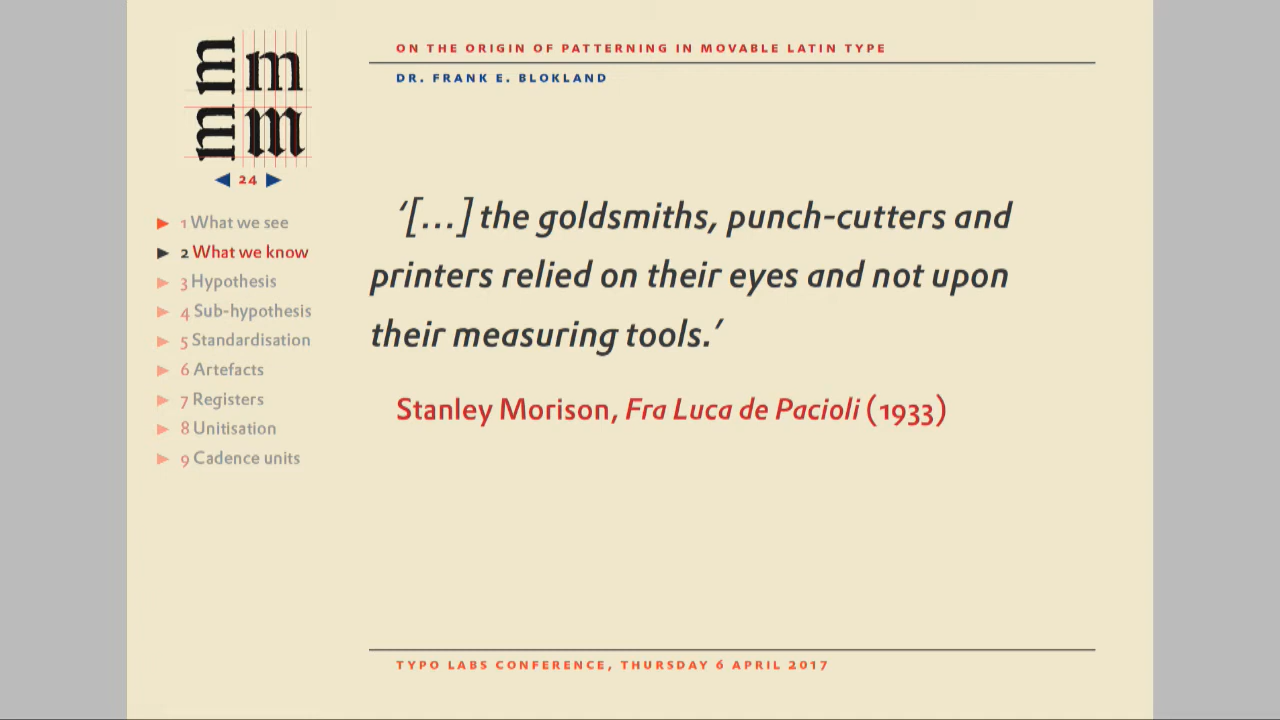 m m
m m
◀ 24 ▶
▶ 1 What we see
▶ 2 What we know
▶ 3 Hypothesis
▶ 4 Sub-hypothesis
▶ 5 Standardisation
▶ 6 Artefacts
▶ 7 Registers
▶ 8 Unitisation
▶ 9 Cadence units
ON THE ORIGIN OF PATTERNING IN MOVABLE LATIN TYPE
DR. FRANK E. BLOKLAND
‘[…] the goldsmiths, punch-cutters and
printers relied on their eyes and not upon
their measuring tools.’
Stanley Morison, Fra Luca de Pacioli (1933)
TYPO LABS CONFERENCE, THURSDAY 6 APRIL 2017